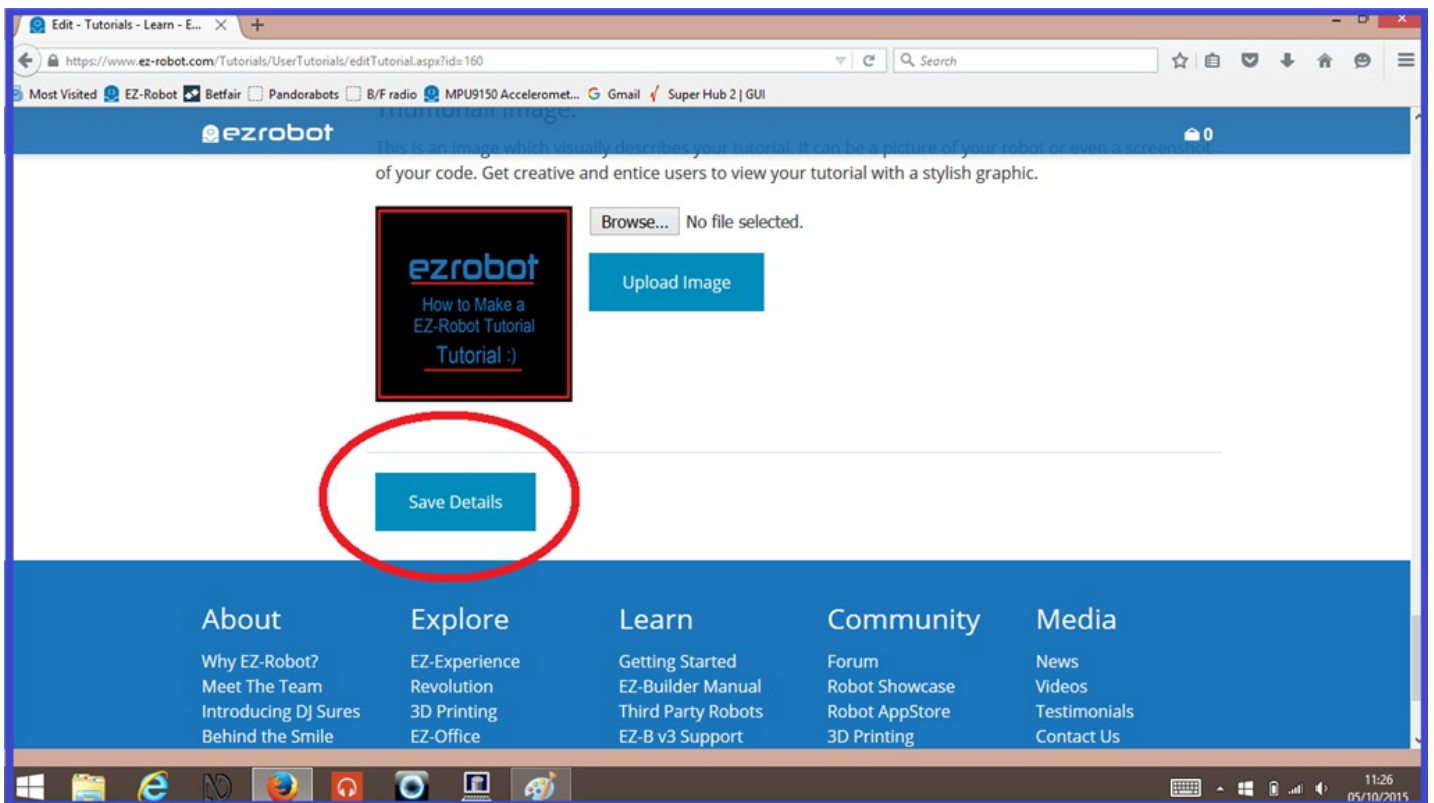 Edit - Tutorials - Learn - E...
https://www.ez-robot.com/Tutorials/UserTutorials/editTutorial.aspx?id=160
Search
Most Visited EZ-Robot Betfair Pandorabots B/F radio MPU9150 Acceleromet... Gmail Super Hub 2 | GUI
Thumbnail Image:
ezrobot
0
This is an image which visually describes your tutorial. It can be a picture of your robot or even a screenshot
of your code. Get creative and entice users to view your tutorial with a stylish graphic.
Browse... No file selected.
Upload Image
ezrobot
How to Make a
EZ-Robot Tutorial
Tutorial :)
Save Details
About Explore Learn Community Media
Why EZ-Robot? EZ-Experience Getting Started Forum News
Meet The Team Revolution EZ-Builder Manual Robot Showcase Videos
Introducing DJ Sures 3D Printing Third Party Robots Robot AppStore Testimonials
Behind the Smile EZ-Office EZ-B v3 Support 3D Printing Contact Us
11:26
05/10/2015